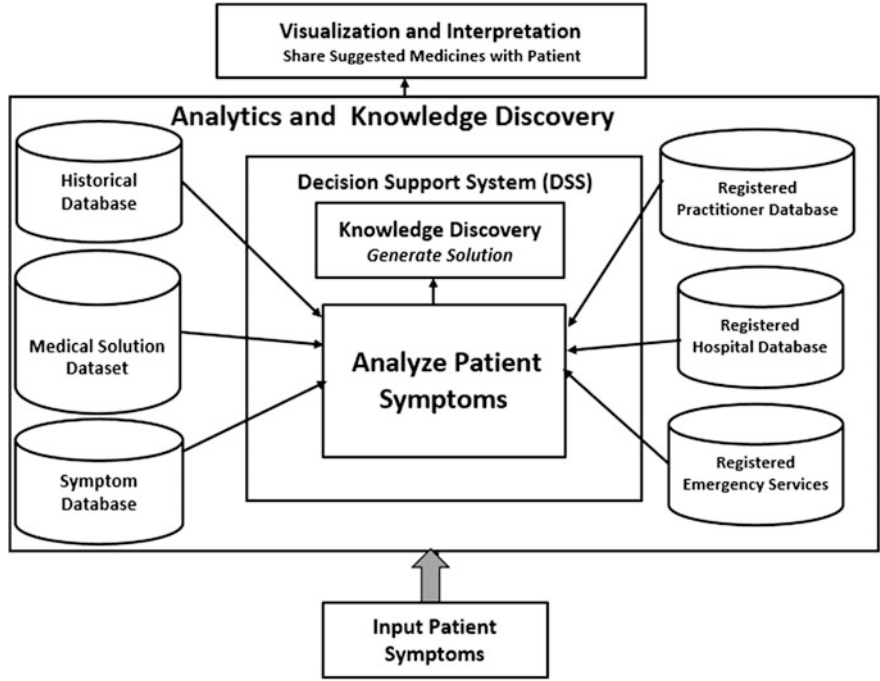 Visualization and Interpretation
Share Suggested Medicines with Patient
Analytics and Knowledge Discovery
Historical
Database
Medical Solution
Dataset
Symptom
Database
Decision Support System (DSS)
Knowledge Discovery
Generate Solution
Analyze Patient
Symptoms
Registered
Practitioner Database
Registered
Hospital Database
Registered
Emergency Services
Input Patient
Symptoms